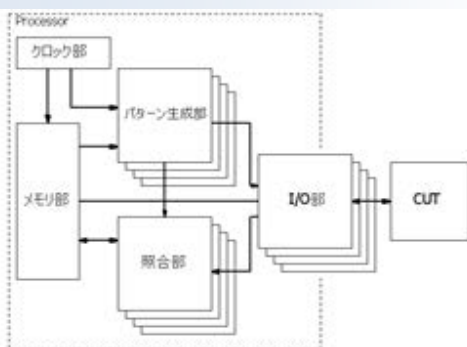 Processor
クロック部
パターン生成部
メモリ部
I/O部
CUT
照合部